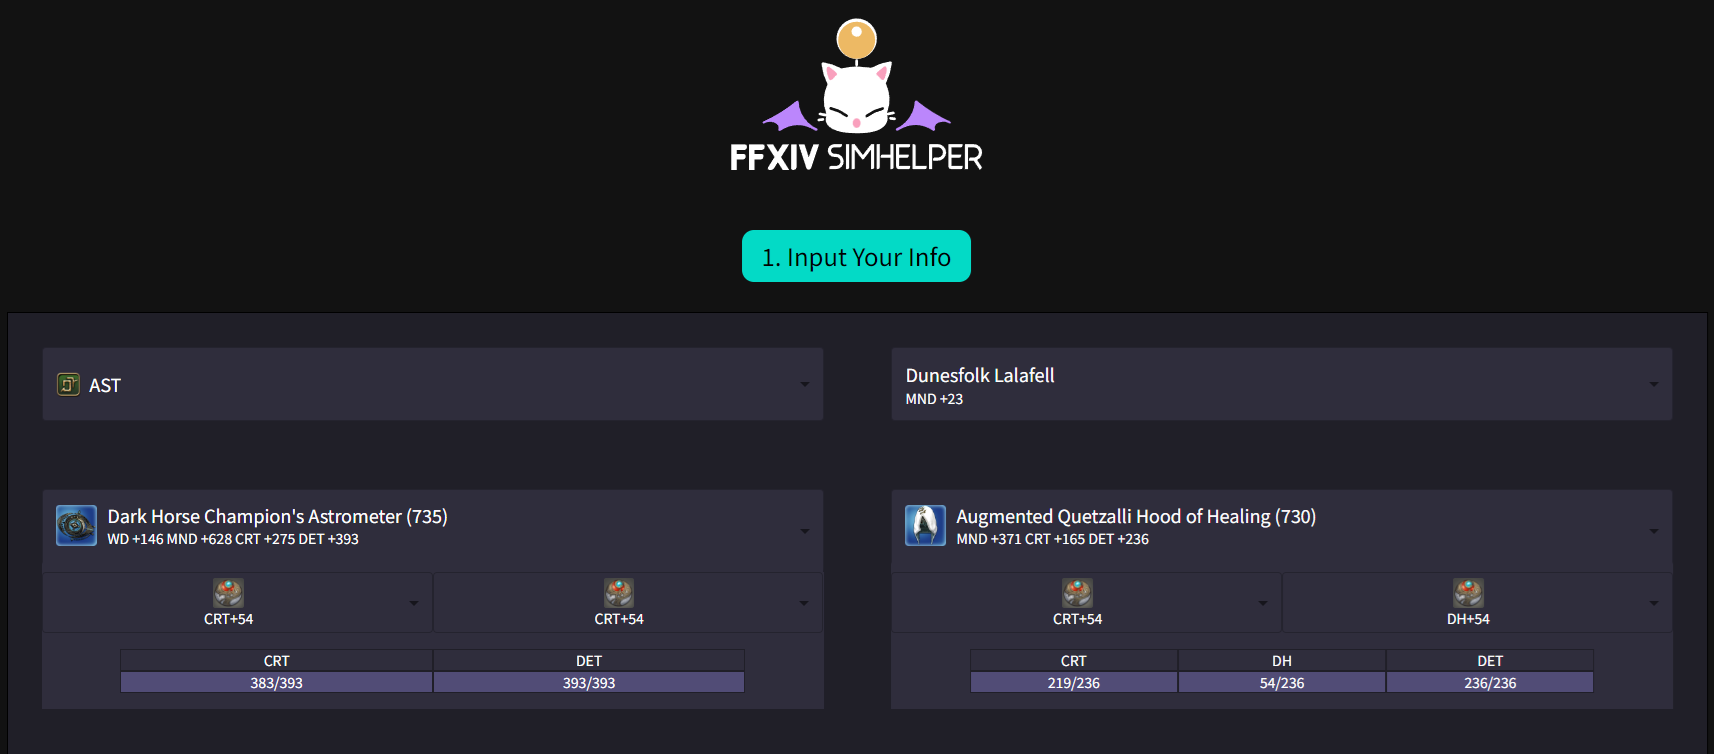 FFXIV SIMHELPER
1. Input Your Info
AST
Dunesfolk Lalafell
MND +23
Dark Horse Champion's Astrometer (735)
WD +146 MND +628 CRT +275 DET +393
CRT+54
CRT+54
CRT DET
383/393 393/393
Augmented Quetzalli Hood of Healing (730)
MND +371 CRT +165 DET +236
CRT+54
DH+54
CRT DH DET
219/236 54/236 236/236